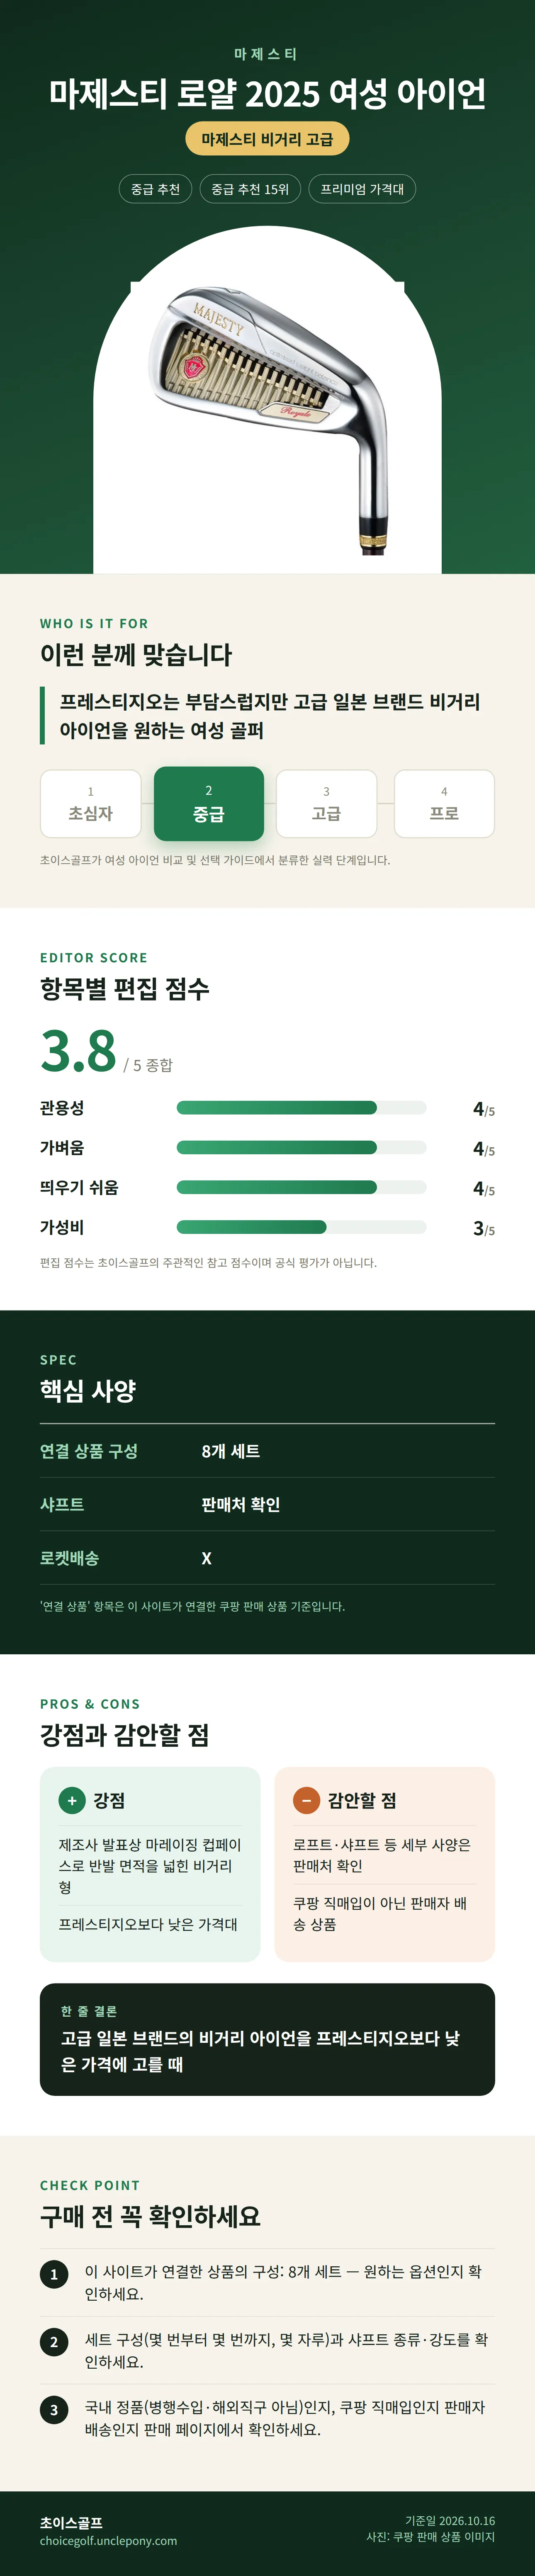 마제스티
마제스티 로얄 2025 여성 아이언
마제스티 비거리 고급
중급 추천
중급 추천 15위
프리미엄 가격대
MAJESTY
Royale
WHO IS IT FOR
이런 분께 맞습니다
프레스티지오는 부담스럽지만 고급 일본 브랜드 비거리
아이언을 원하는 여성 골퍼
1
초심자
2
중급
3
고급
4
프로
초이스골프가 여성 아이언 비교 및 선택 가이드에서 분류한 실력 단계입니다.
EDITOR SCORE
항목별 편집 점수
3.8 / 5 종합
관용성 4/5
가벼움 4/5
띄우기 쉬움 4/5
가성비 3/5
편집 점수는 초이스골프의 주관적인 참고 점수이며 공식 평가가 아닙니다.
SPEC
핵심 사양
연결 상품 구성 8개 세트
샤프트 판매처 확인
로켓배송 X
'연결 상품' 항목은 이 사이트가 연결한 쿠팡 판매 상품 기준입니다.
PROS & CONS
강점과 감안할 점
+ 강점
제조사 발표상 마레이징 컵페이
스로 반발 면적을 넓힌 비거리
형
프레스티지오보다 낮은 가격대
− 감안할 점
로프트·샤프트 등 세부 사양은
판매처 확인
쿠팡 직매입이 아닌 판매자 배
송 상품
한 줄 결론
고급 일본 브랜드의 비거리 아이언을 프레스티지오보다 낮
은 가격에 고를 때
CHECK POINT
구매 전 꼭 확인하세요
1 이 사이트가 연결한 상품의 구성: 8개 세트 — 원하는 옵션인지 확
인하세요.
2 세트 구성(몇 번부터 몇 번까지, 몇 자루)과 샤프트 종류·강도를 확
인하세요.
3 국내 정품(병행수입·해외직구 아님)인지, 쿠팡 직매입인지 판매자
배송인지 판매 페이지에서 확인하세요.
초이스골프
choicegolf.unclepony.com
기준일 2026.10.16
사진: 쿠팡 판매 상품 이미지